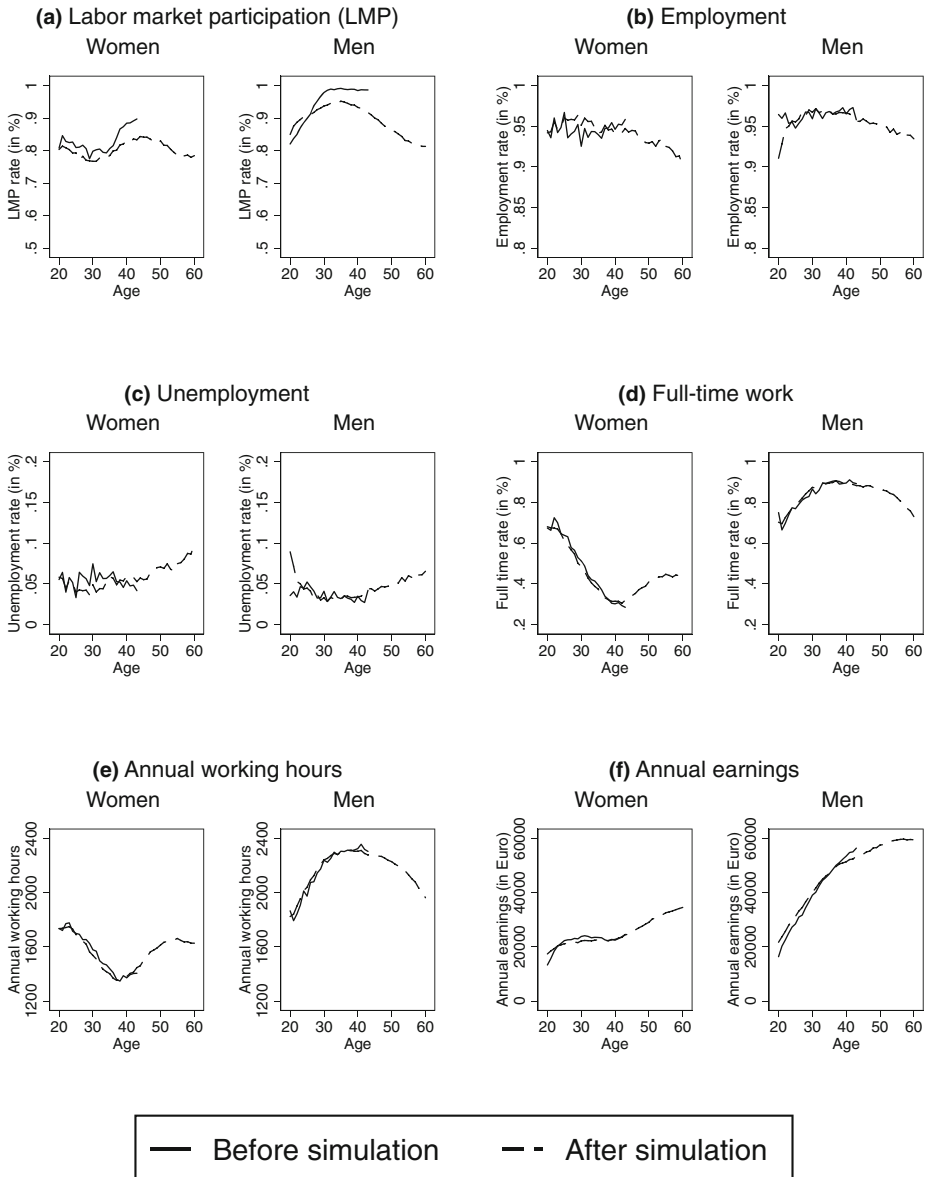 (a) Labor market participation (LMP)
Women
Men
LMP rate (in %)
.5 .6 .7 .8 .9 1
20 30 40 50 60
Age
LMP rate (in %)
.5 .6 .7 .8 .9 1
20 30 40 50 60
Age
(b) Employment
Women
Men
Employment rate (in %)
.8 .85 .9 .95 1
20 30 40 50 60
Age
Employment rate (in %)
.8 .85 .9 .95 1
20 30 40 50 60
Age
(c) Unemployment
Women
Men
Unemployment rate (in %)
0 .05 .1 .15 .2
20 30 40 50 60
Age
Unemployment rate (in %)
0 .05 .1 .15 .2
20 30 40 50 60
Age
(d) Full-time work
Women
Men
Full time rate (in %)
.2 .4 .6 .8 1
20 30 40 50 60
Age
Full time rate (in %)
.2 .4 .6 .8 1
20 30 40 50 60
Age
(e) Annual working hours
Women
Men
Annual working hours
1200 1600 2000 2400
20 30 40 50 60
Age
Annual working hours
1200 1600 2000 2400
20 30 40 50 60
Age
(f) Annual earnings
Women
Men
Annual earnings (in Euro)
0 20000 40000 60000
20 30 40 50 60
Age
Annual earnings (in Euro)
0 20000 40000 60000
20 30 40 50 60
Age
Before simulation
After simulation